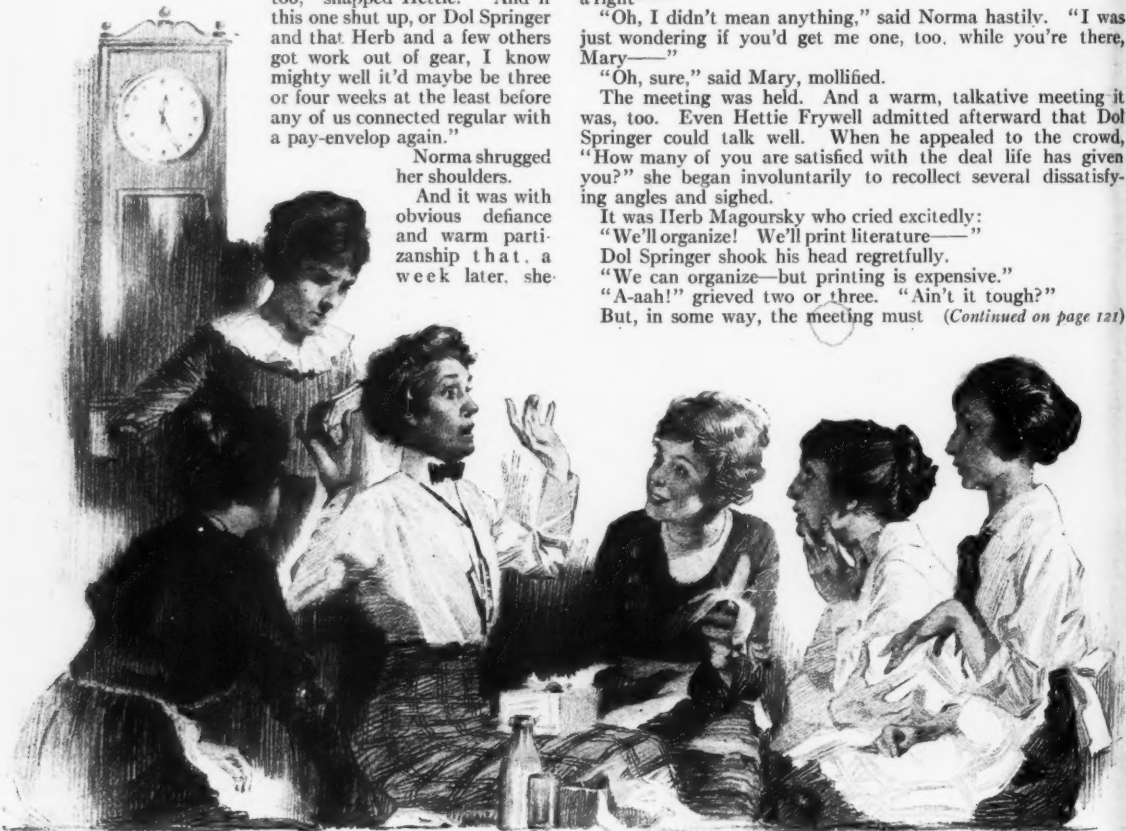 too," snapped Hettie. "And if
this one shut up, or Dol Springer
and that Herb and a few others
got work out of gear, I know
mighty well it'd maybe be three
or four weeks at the least before
any of us connected regular with
a pay-envelop again."
Norma shrugged
her shoulders.
And it was with
obvious defiance
and warm parti-
zanship that, a
week later, she
a right——"
"Oh, I didn't mean anything," said Norma hastily. "I was
just wondering if you'd get me one, too, while you're there,
Mary——"
"Oh, sure," said Mary, mollified.
The meeting was held. And a warm, talkative meeting it
was, too. Even Hettie Frywell admitted afterward that Dol
Springer could talk well. When he appealed to the crowd,
"How many of you are satisfied with the deal life has given
you?" she began involuntarily to recollect several dissatisfy-
ing angles and sighed.
It was Herb Magoursky who cried excitedly:
"We'll organize! We'll print literature——"
Dol Springer shook his head regretfully.
"We can organize—but printing is expensive."
"A-aah!" grieved two or three. "Ain't it tough?"
But, in some way, the meeting must (Continued on page 121)